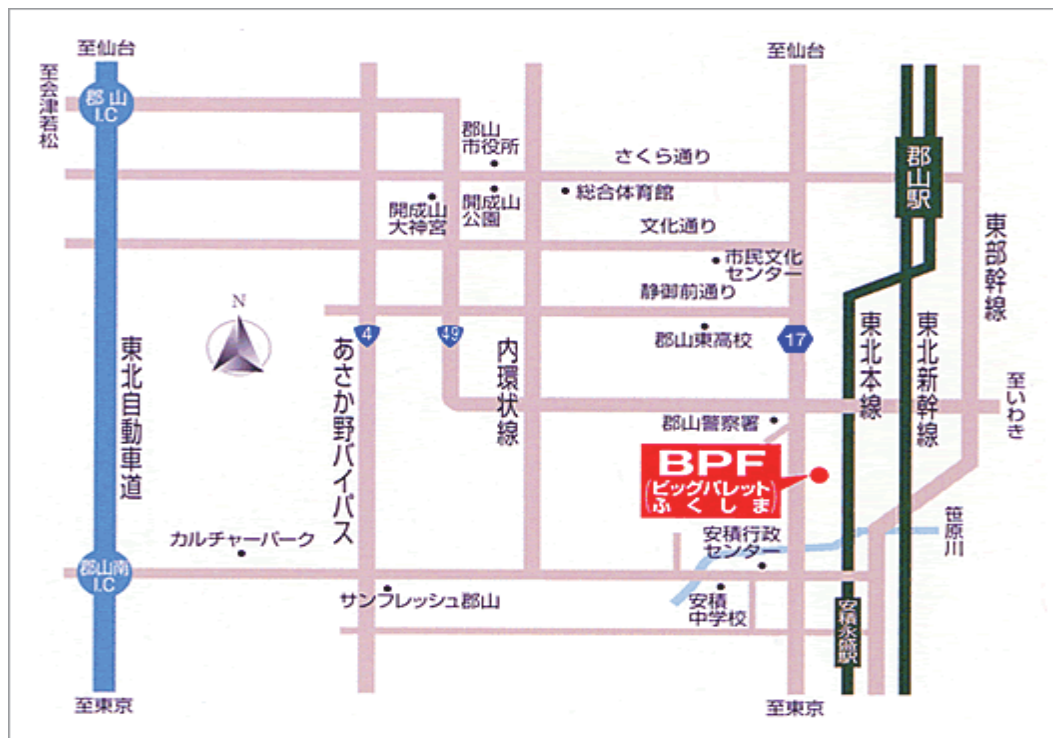 至仙台
至仙台
至会津若松
郡山
I.C
郡山
市役所
さくら通り
郡山駅
総合体育館
開成山
大神宮
開成山
公園
文化通り
東部幹線
市民文化
センター
静御前通り
N
4
49
17
郡山東高校
東北自動車道
あさか野バイパス
内環状線
東北本線
東北新幹線
至いわき
郡山警察署
BPF
(ビッグパレット
ふくしま)
笹原川
安積行政
センター
カルチャーパーク
郡山南
I.C
サンフレッシュ郡山
安積
中学校
安積永盛駅
至東京
至東京